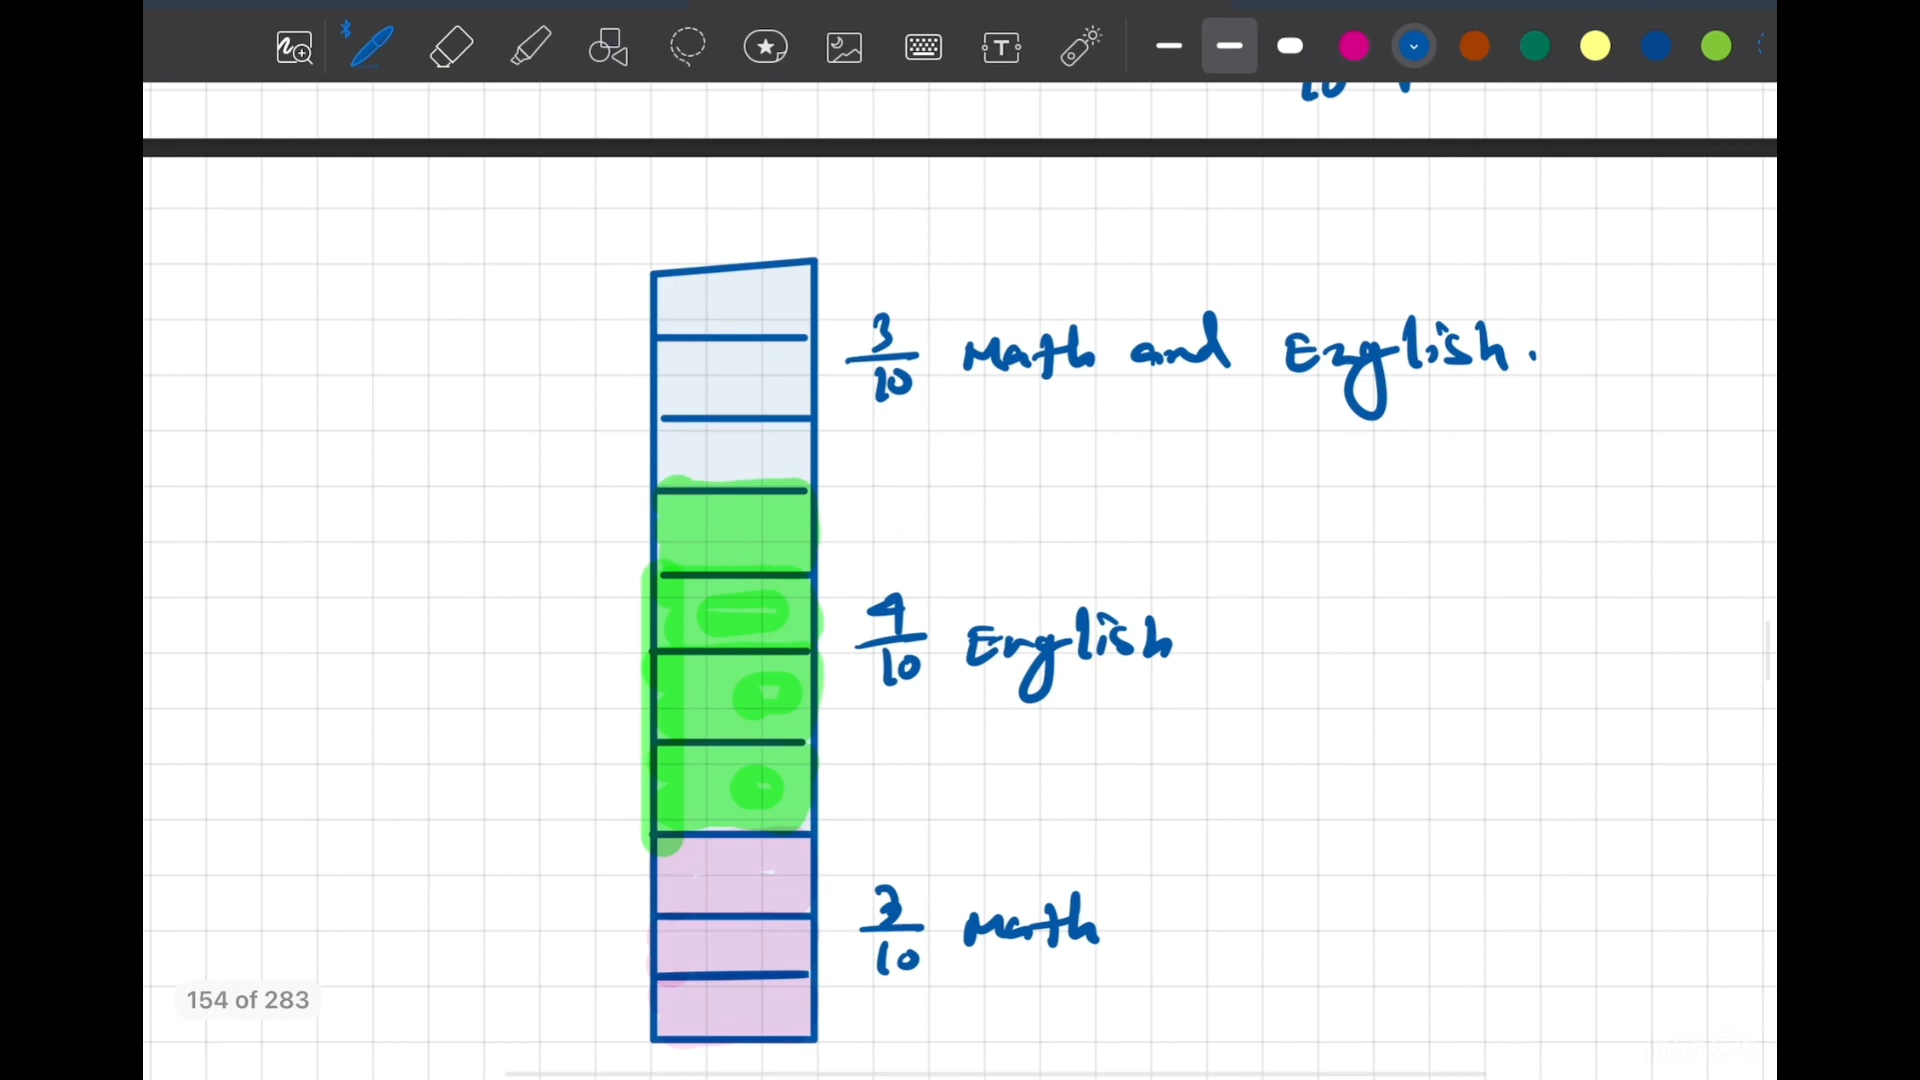 3/10 Math and English.
4/10 English
3/10 Math
154 of 283